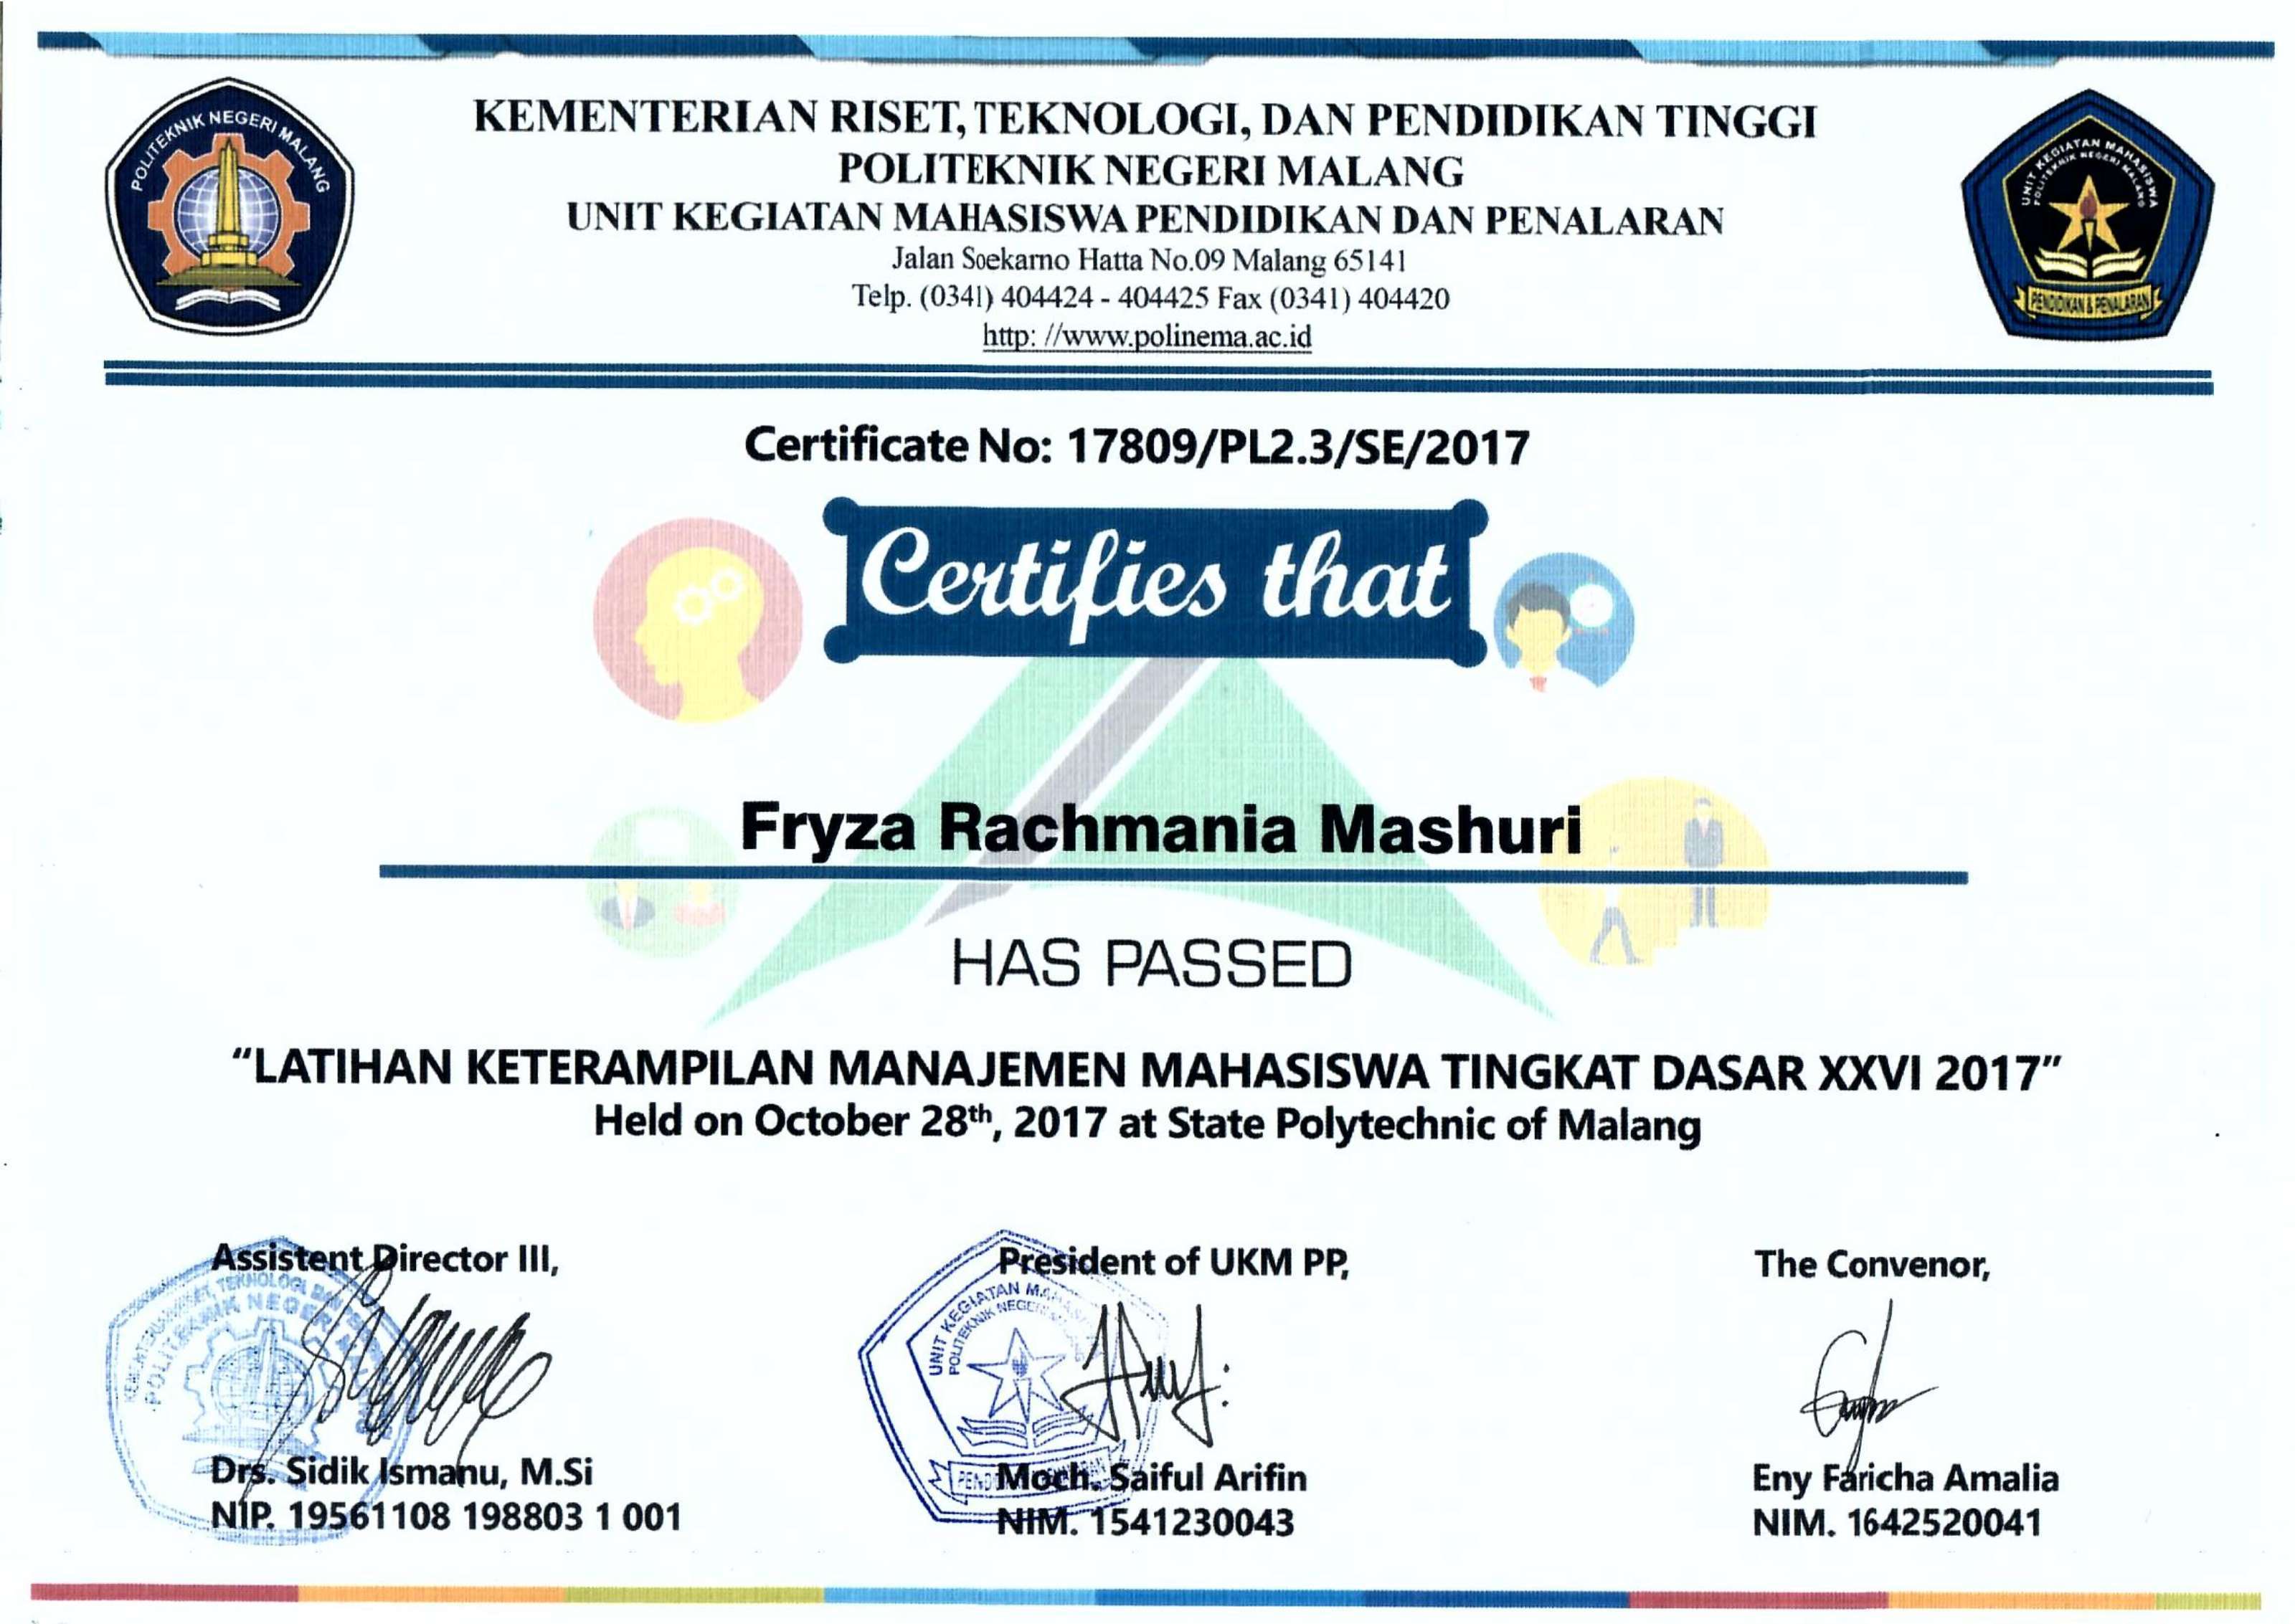 POLITEKNIK NEGERI MALANG
KEMENTERIAN RISET, TEKNOLOGI, DAN PENDIDIKAN TINGGI
POLITEKNIK NEGERI MALANG
UNIT KEGIATAN MAHASISWA PENDIDIKAN DAN PENALARAN
Jalan Soekarno Hatta No.09 Malang 65141
Telp. (0341) 404424 - 404425 Fax (0341) 404420
http: //www.polinema.ac.id
UNIT KEGIATAN MAHASISWA
POLITEKNIK NEGERI MALANG
PENDIDIKAN & PENALARAN
Certificate No: 17809/PL2.3/SE/2017
Certifies that
Fryza Rachmania Mashuri
HAS PASSED
“LATIHAN KETERAMPILAN MANAJEMEN MAHASISWA TINGKAT DASAR XXVI 2017”
Held on October 28th, 2017 at State Polytechnic of Malang
Assistent Director III,
Drs. Sidik Ismanu, M.Si
NIP. 19561108 198803 1 001
President of UKM PP,
UNIT KEGIATAN
POLITEKNIK
Moch. Saiful Arifin
NIM. 1541230043
The Convenor,
Eny Faricha Amalia
NIM. 1642520041